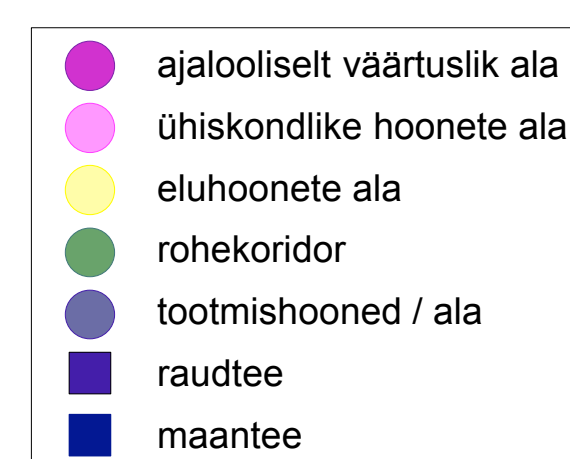 ajalooliselt väärtuslik ala
ühiskondlike hoonete ala
eluhoonete ala
rohekoridor
tootmishooned / ala
raudtee
maantee